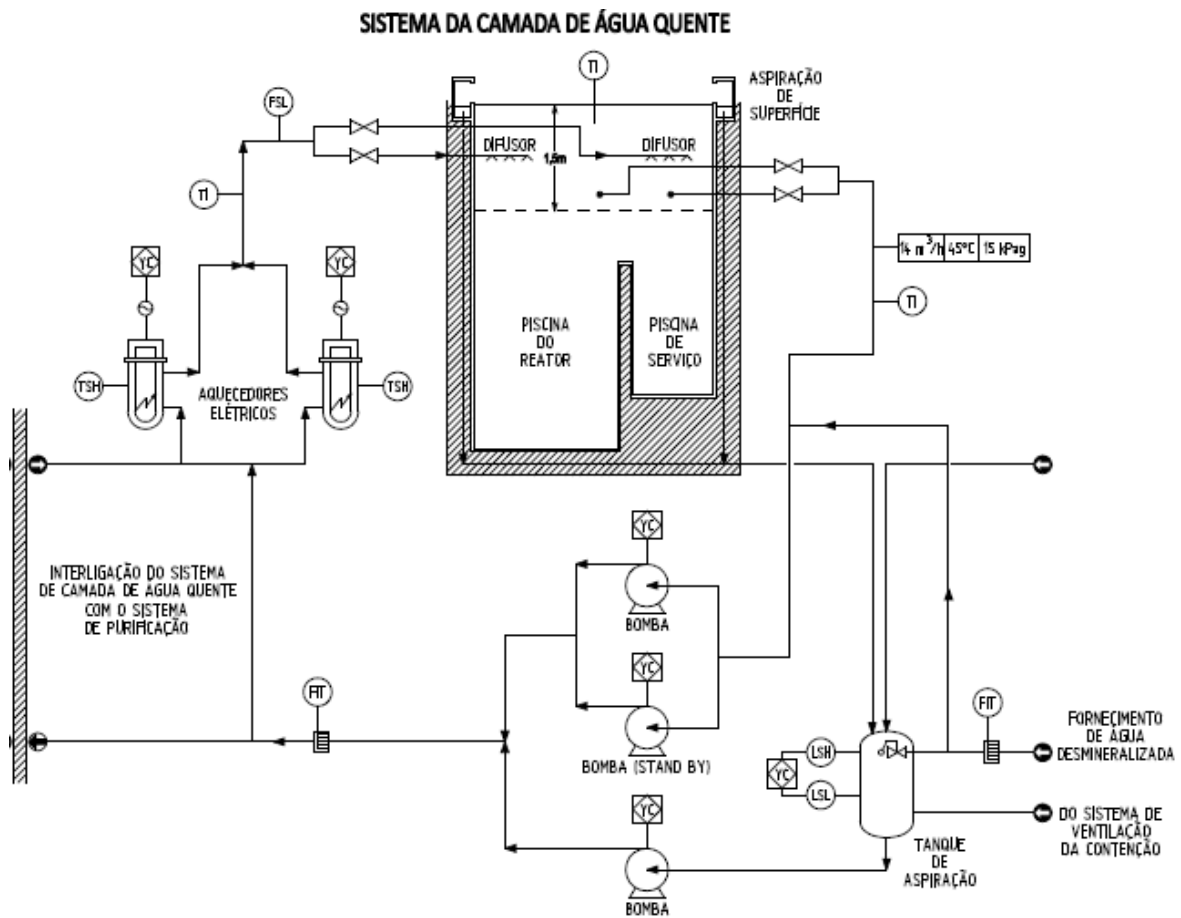 SISTEMA DA CAMADA DE ÁGUA QUENTE
TI
ASPIRAÇÃO
DE
SUPERFÍCIE
FSL
DIFUSOR
1,5m
DIFUSOR
TI
14 m³/h 45°C 15 kPag
YC
YC
TI
PISCINA
DO
REATOR
PISCINA
DE
SERVIÇO
TSH
AQUECEDORES
ELÉTRICOS
TSH
YC
INTERLIGAÇÃO DO SISTEMA
DE CAMADA DE ÁGUA QUENTE
COM O SISTEMA
DE PURIFICAÇÃO
BOMBA
YC
FIT
FIT
FORNECIMENTO
DE ÁGUA
DESMINERALIZADA
BOMBA (STAND BY)
LSH
YC
LSL
YC
DO SISTEMA DE
VENTILAÇÃO
DA CONTENÇÃO
TANQUE
DE
ASPIRAÇÃO
BOMBA